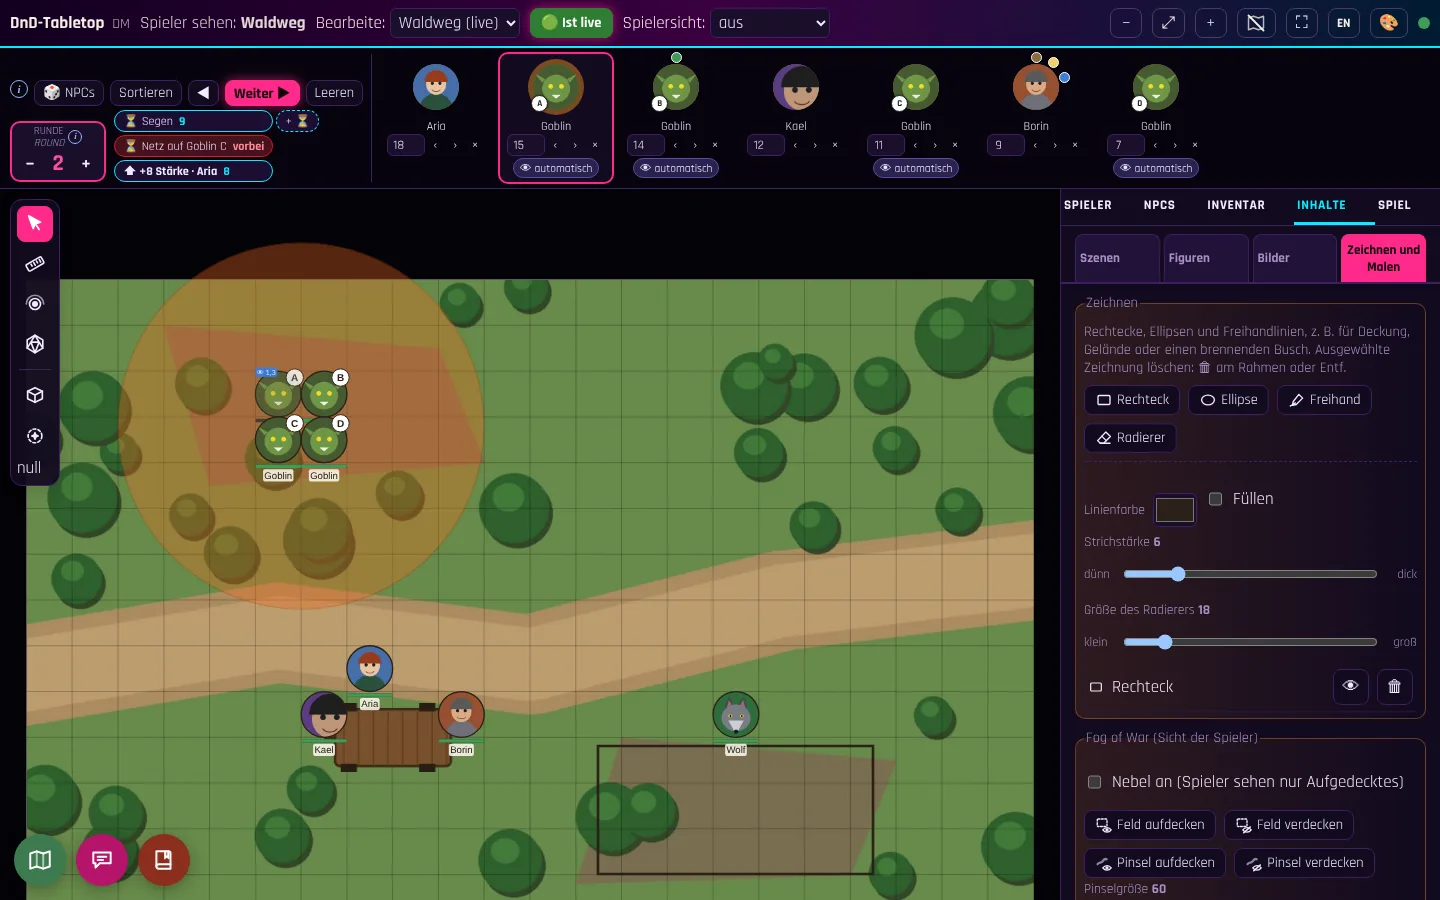 DnD-Tabletop DM Spieler sehen: Waldweg Bearbeite: Waldweg (live) Ist live Spielersicht: aus − + EN
i NPCs Sortieren Weiter Leeren
RUNDE
ROUND i
− 2 +
Segen 9 +
Netz auf Goblin C vorbei
+8 Stärke · Aria 8
Aria
18 ‹ › ×
A
Goblin
15 ‹ › ×
automatisch
B
Goblin
14 ‹ › ×
automatisch
Kael
12 ‹ › ×
C
Goblin
11 ‹ › ×
automatisch
Borin
9 ‹ › ×
D
Goblin
7 ‹ › ×
automatisch
null
1,3 A B
C D
Goblin Goblin
Aria
Kael Borin Wolf
SPIELER NPCS INVENTAR INHALTE SPIEL
Szenen Figuren Bilder Zeichnen und
Malen
Zeichnen
Rechtecke, Ellipsen und Freihandlinien, z. B. für Deckung,
Gelände oder einen brennenden Busch. Ausgewählte
Zeichnung löschen: am Rahmen oder Entf.
Rechteck Ellipse Freihand
Radierer
Linienfarbe Füllen
Strichstärke 6
dünn dick
Größe des Radierers 18
klein groß
Rechteck
Fog of War (Sicht der Spieler)
Nebel an (Spieler sehen nur Aufgedecktes)
Feld aufdecken Feld verdecken
Pinsel aufdecken Pinsel verdecken
Pinselgröße 60